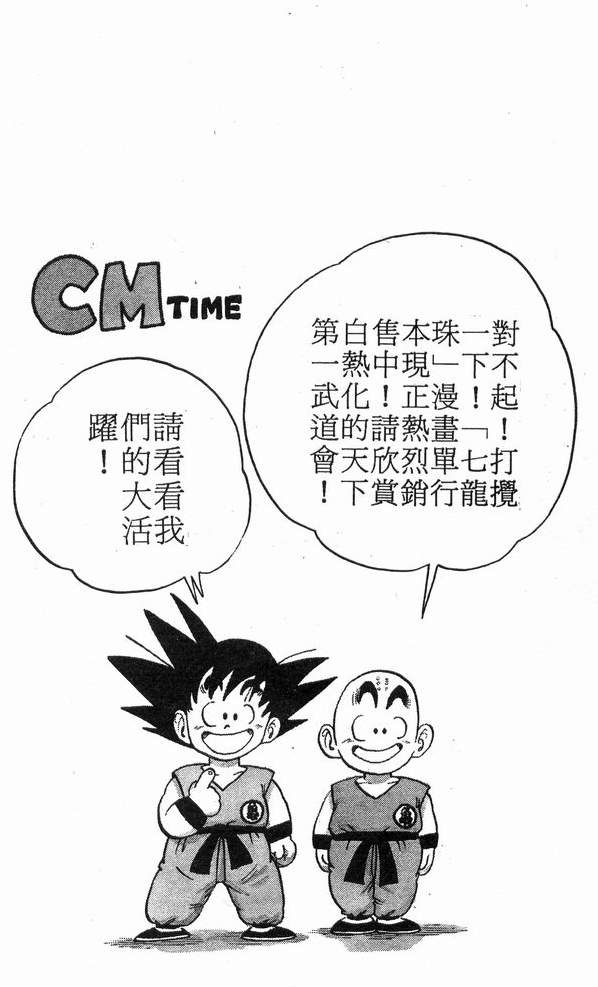 CM TIME
對不起！打攪
一下！「七龍
珠」漫畫單行
本現正熱烈銷
售中！請欣賞
白熱化的天下
第一武道會！
請看看我
們的大活
躍！